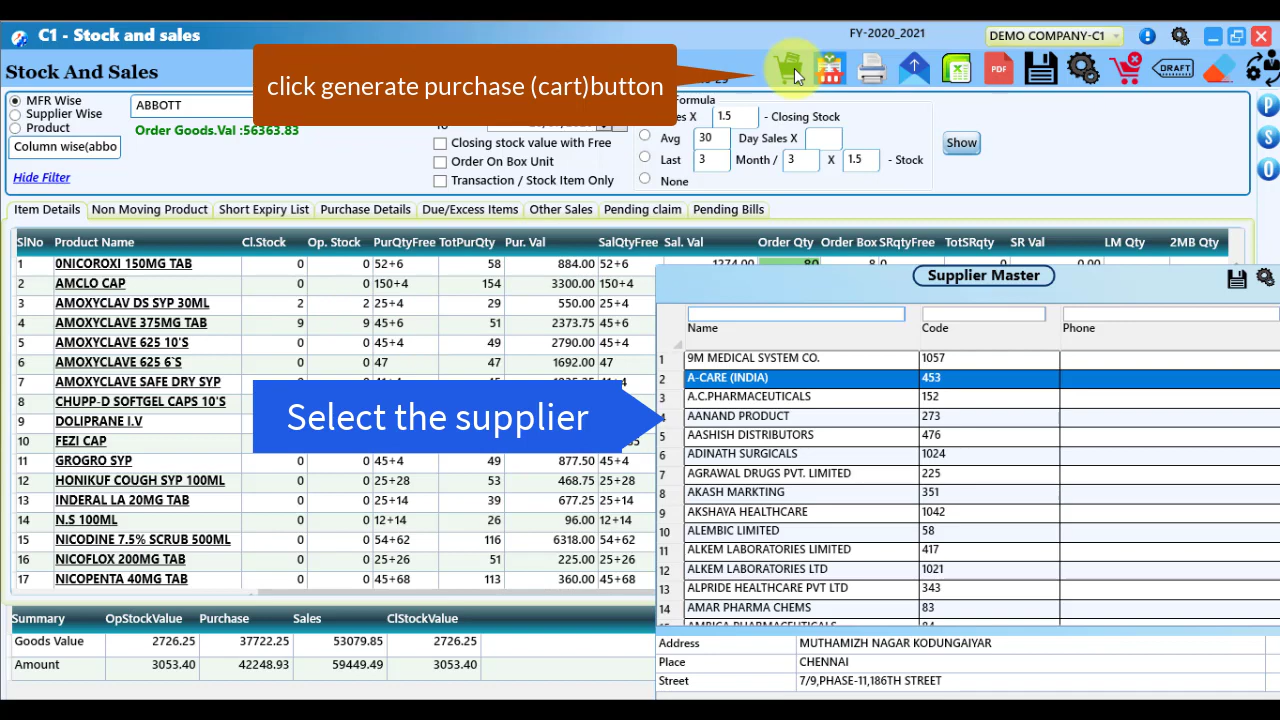 C1 - Stock and sales
FY-2020_2021
DEMO COMPANY-C1
Stock And Sales
click generate purchase (cart)button
PDF
DRAFT
MFR Wise
Supplier Wise
Product
Column wise(abbo
Hide Filter
ABBOTT
Order Goods.Val :56363.83
Closing stock value with Free
Order On Box Unit
Transaction / Stock Item Only
Formula
X 1.5 - Closing Stock
Avg 30 Day Sales X
Last 3 Month / 3 X 1.5 - Stock
None
Show
P
S
O
Item Details Non Moving Product Short Expiry List Purchase Details Due/Excess Items Other Sales Pending claim Pending Bills
SlNo Product Name Cl.Stock Op. Stock PurQtyFree TotPurQty Pur. Val SalQtyFree Sal. Val Order Qty Order Box SRqtyFree TotSRqty SR Val LM Qty 2MB Qty
1 0NICOROXI 150MG TAB 0 0 52+6 58 884.00 52+6
2 AMCLO CAP 0 0 150+4 154 3300.00 150+4
3 AMOXYCLAV DS SYP 30ML 2 2 25+4 29 550.00 25+4
4 AMOXYCLAVE 375MG TAB 9 9 45+6 51 2373.75 45+6
5 AMOXYCLAVE 625 10'S 0 0 45+4 49 2790.00 45+4
6 AMOXYCLAVE 625 6`S 0 0 47 47 1692.00 47
7 AMOXYCLAVE SAFE DRY SYP
8 CHUPP-D SOFTGEL CAPS 10'S
9 DOLIPRANE I.V
10 FEZI CAP
11 GROGRO SYP 0 0 45+4 49 877.50 45+4
12 HONIKUF COUGH SYP 100ML 0 0 25+28 53 468.75 25+28
13 INDERAL LA 20MG TAB 0 0 25+14 39 677.25 25+14
14 N.S 100ML 0 0 12+14 26 96.00 12+14
15 NICODINE 7.5% SCRUB 500ML 0 0 54+62 116 6318.00 54+62
16 NICOFLOX 200MG TAB 0 0 25+26 51 225.00 25+26
17 NICOPENTA 40MG TAB 0 0 45+68 113 360.00 45+68
Select the supplier
Summary OpStockValue Purchase Sales ClStockValue
Goods Value 2726.25 37722.25 53079.85 2726.25
Amount 3053.40 42248.93 59449.49 3053.40
Supplier Master
Name Code Phone
1 9M MEDICAL SYSTEM CO. 1057
2 A-CARE (INDIA) 453
3 A.C.PHARMACEUTICALS 152
4 AANAND PRODUCT 273
5 AASHISH DISTRIBUTORS 476
6 ADINATH SURGICALS 1024
7 AGRAWAL DRUGS PVT. LIMITED 225
8 AKASH MARKTING 351
9 AKSHAYA HEALTHCARE 1042
10 ALEMBIC LIMITED 58
11 ALKEM LABORATORIES LIMITED 417
12 ALKEM LABORATORIES LTD 1021
13 ALPRIDE HEALTHCARE PVT LTD 343
14 AMAR PHARMA CHEMS 83
Address MUTHAMIZH NAGAR KODUNGAIYAR
Place CHENNAI
Street 7/9,PHASE-11,186TH STREET